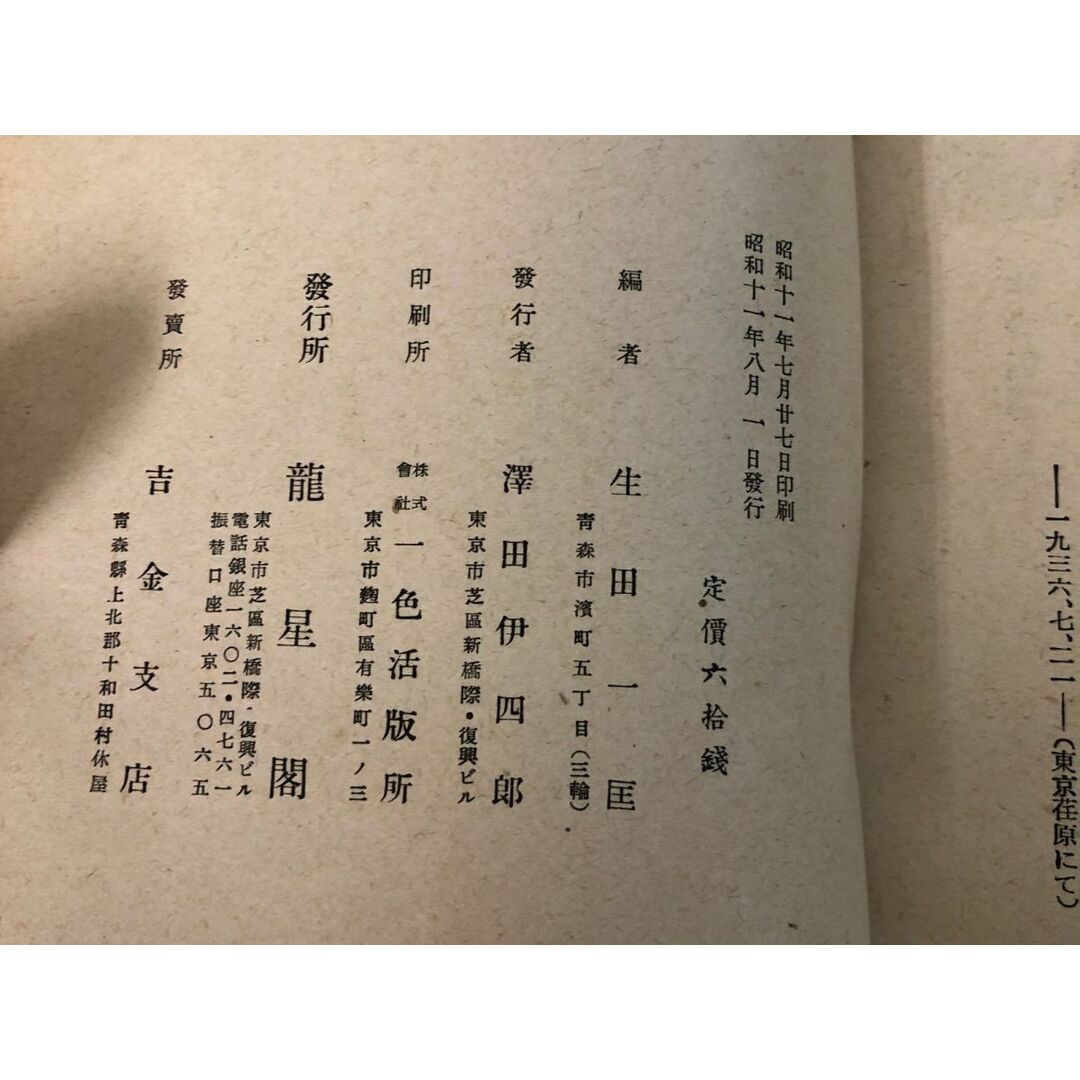 ——一九三六、七、二一——(東京荏原にて)
昭和十一年七月廿七日印刷
昭和十一年八月一日發行
定價六拾錢
編者 生田一匡
靑森市濱町五丁目(三輪)
發行者 澤田伊四郎
東京市芝區新橋際・復興ビル
印刷所 株式會社 一色活版所
東京市麴町區有樂町一ノ三
發行所 龍星閣
東京市芝區新橋際・復興ビル
電話銀座一六〇二・四七六一
振替口座東京五〇六五
發賣所 吉金支店
靑森縣上北郡十和田村休屋